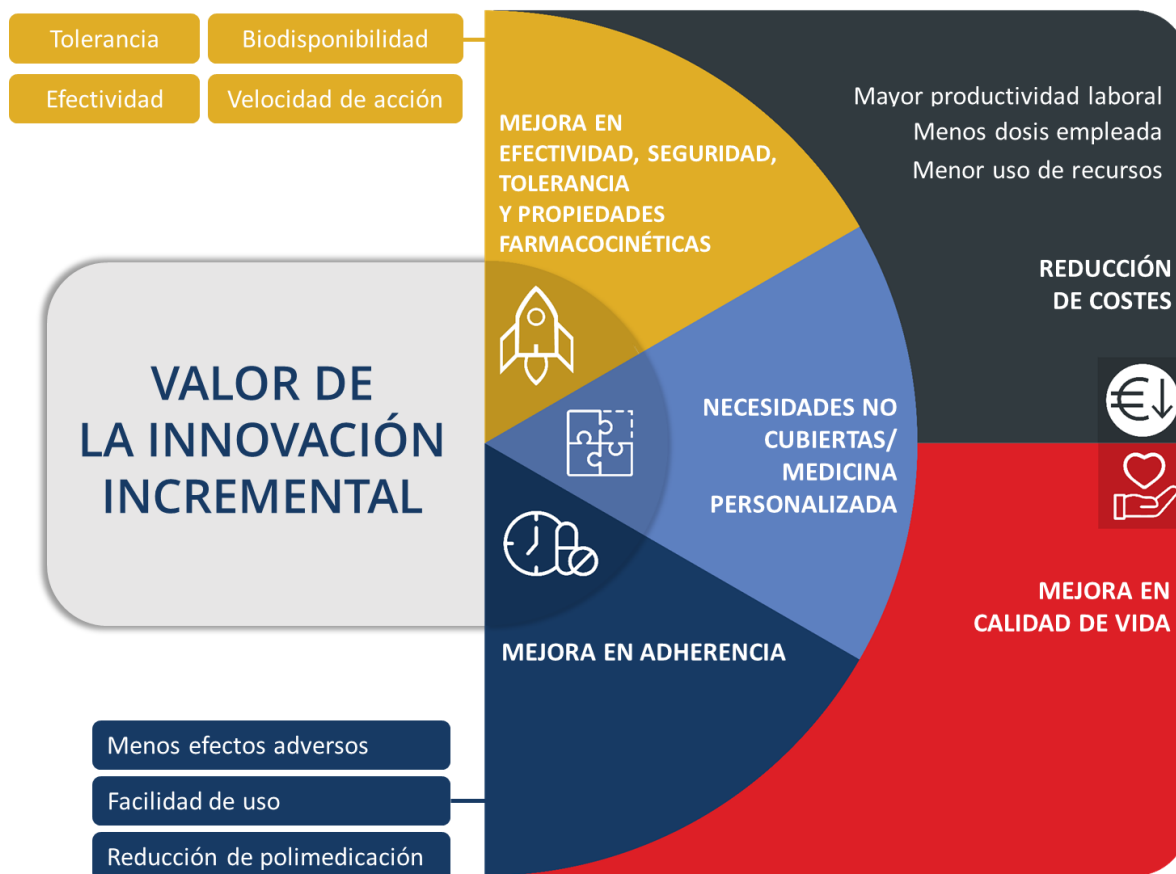 Tolerancia
Biodisponibilidad
Efectividad
Velocidad de acción
MEJORA EN
EFECTIVIDAD, SEGURIDAD,
TOLERANCIA
Y PROPIEDADES
FARMACOCINÉTICAS
Mayor productividad laboral
Menos dosis empleada
Menor uso de recursos
REDUCCIÓN
DE COSTES
VALOR DE
LA INNOVACIÓN
INCREMENTAL
NECESIDADES NO
CUBIERTAS/
MEDICINA
PERSONALIZADA
€
MEJORA EN
CALIDAD DE VIDA
MEJORA EN ADHERENCIA
Menos efectos adversos
Facilidad de uso
Reducción de polimedicación